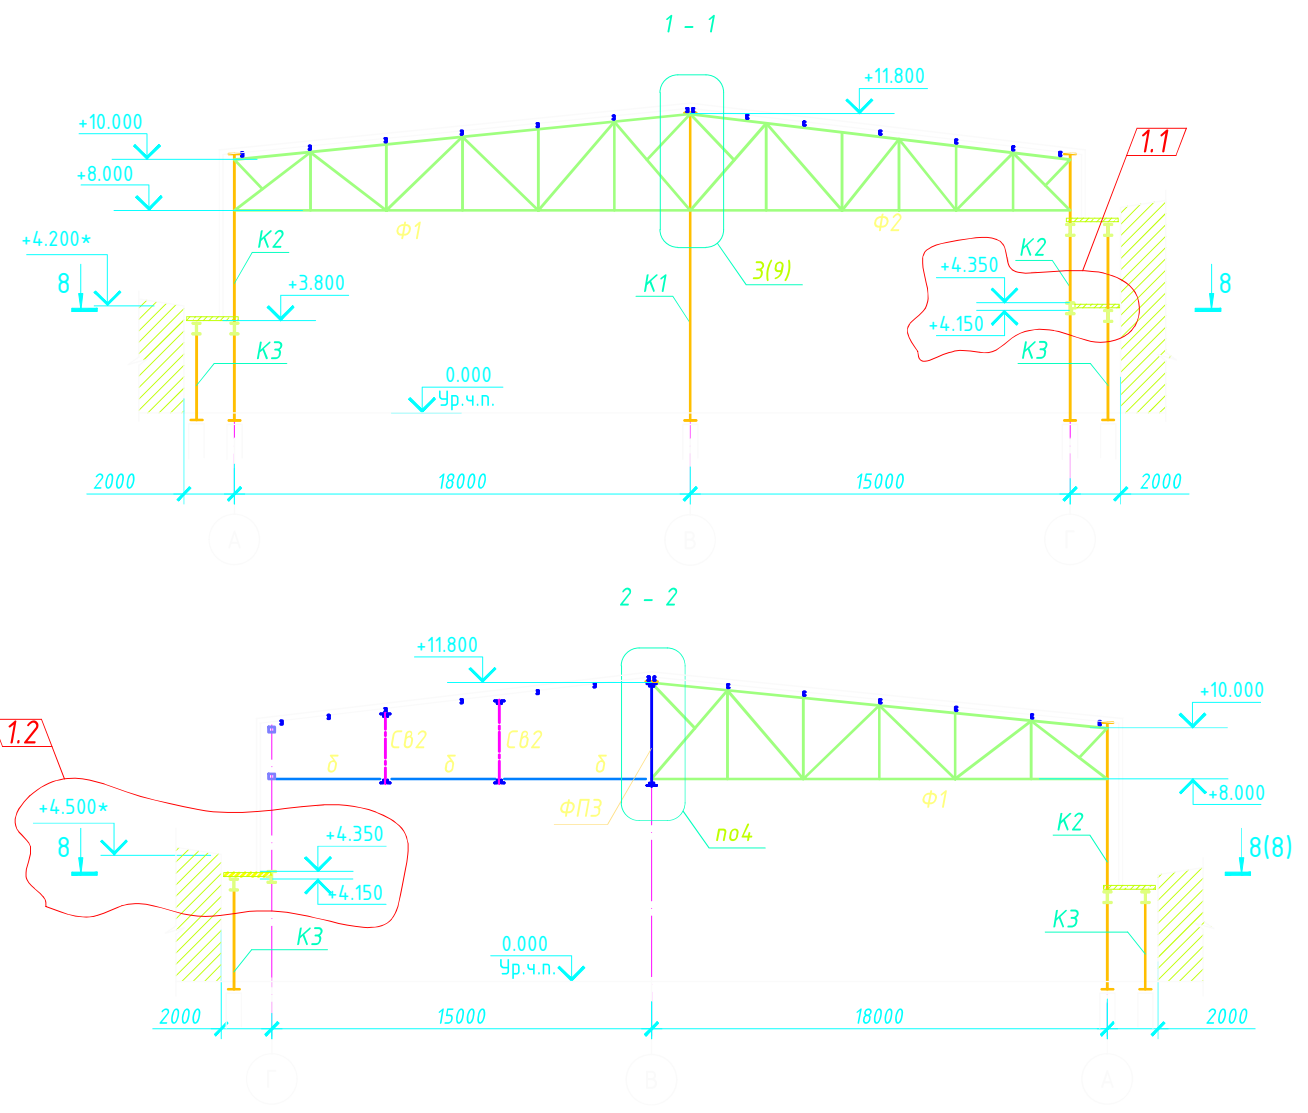 1 - 1
+11.800
+10.000
1.1
+8.000
Ф1
Ф2
+4.200*
К2
К2
3(9)
+4.350
8
+3.800
К1
8
+4.150
К3
К3
0.000
Ур.ч.п.
2000
18000
15000
2000
А
В
Г
2 - 2
+11.800
+10.000
1.2
Св2
Св2
б
б
б
+8.000
ФП3
Ф1
+4.500*
+4.350
по4
К2
8
8(8)
+4.150
К3
К3
0.000
Ур.ч.п.
2000
15000
18000
2000
Г
В
А